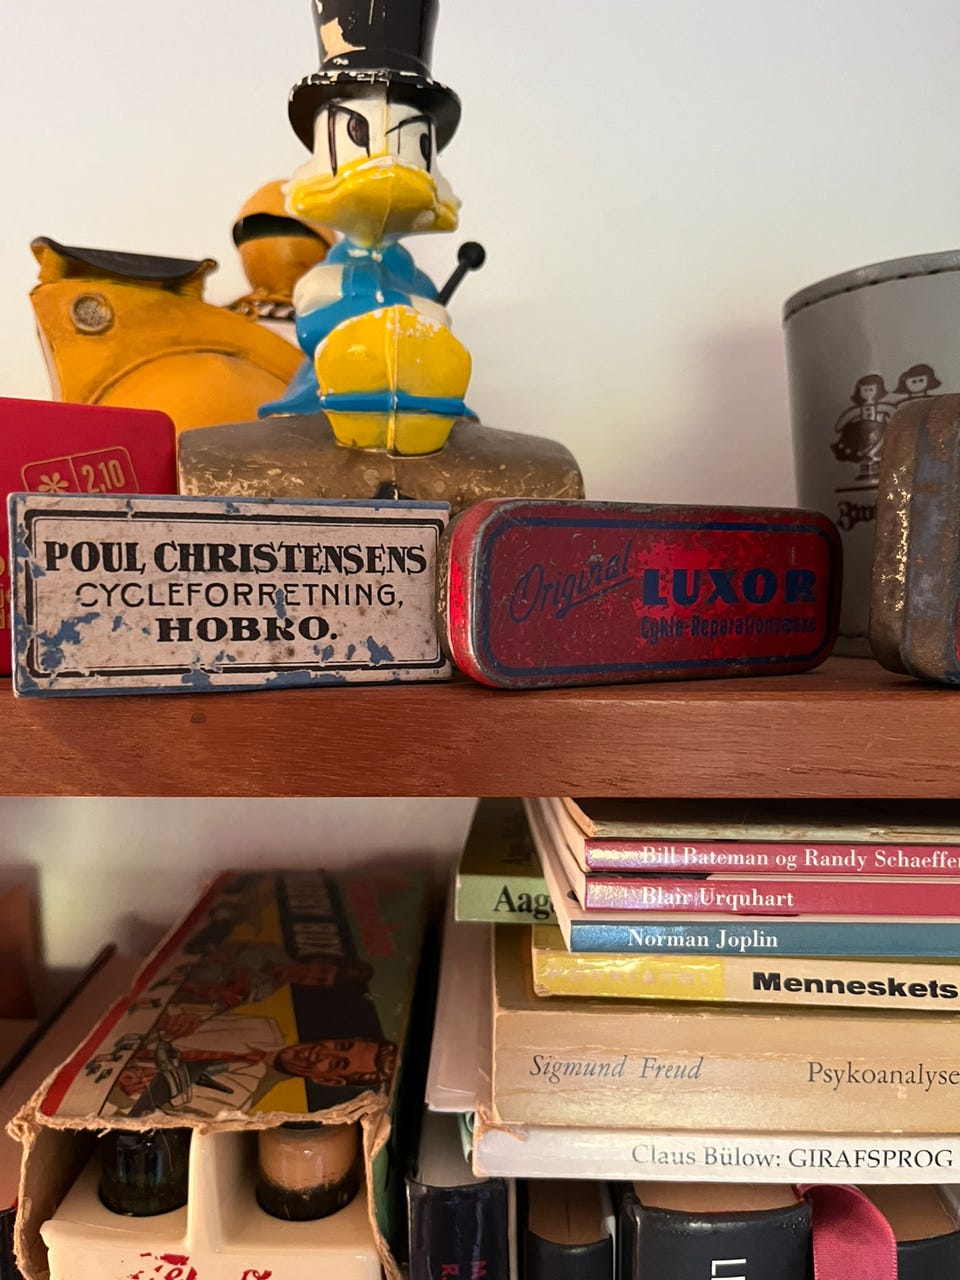 * 2,10
POUL CHRISTENSENS
CYCLEFORRETNING,
HOBRO.
Original LUXOR
Cykle-Reparationsæske
Bill Bateman og Randy Schaeffer
Blair Urquhart
Aag
Norman Joplin
Menneskets
Sigmund Freud Psykoanalyse
Claus Bülow: GIRAFSPROG